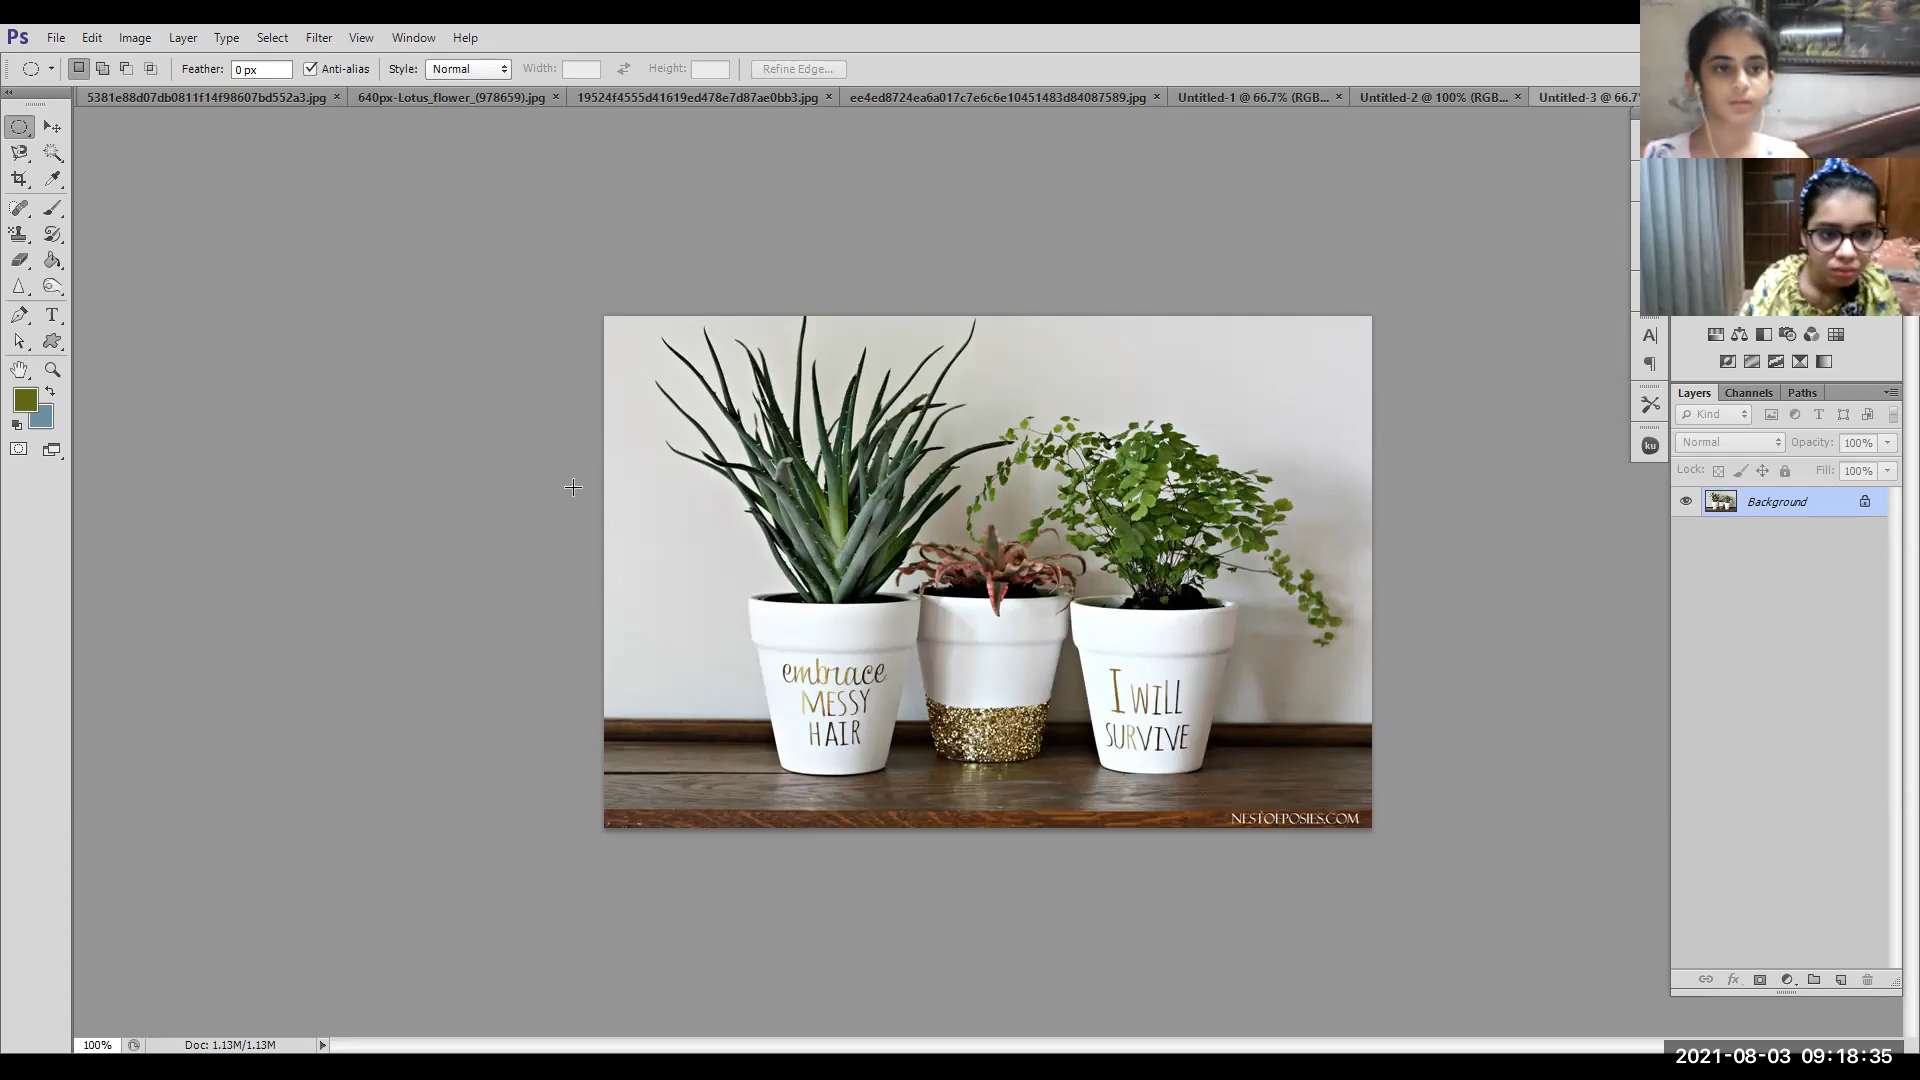 Ps File Edit Image Layer Type Select Filter View Window Help
Feather: 0 px Anti-alias Style: Normal Width: Height: Refine Edge...
5381e88d07db0811f14f98607bd552a3.jpg × 640px-Lotus_flower_(978659).jpg × 19524f4555d41619ed478e7d87ae0bb3.jpg × ee4ed8724ea6a017c7e6c6e10451483d84087589.jpg × Untitled-1 @ 66.7% (RGB... × Untitled-2 @ 100% (RGB... × Untitled-3 @ 66.7
embrace
MESSY
HAIR
I WILL
SURVIVE
NESTOFPOSIES.COM
ku
Layers Channels Paths
Kind
Normal Opacity: 100%
Lock: Fill: 100%
Background
fx
100% Doc: 1.13M/1.13M
2021-08-03 09:18:35